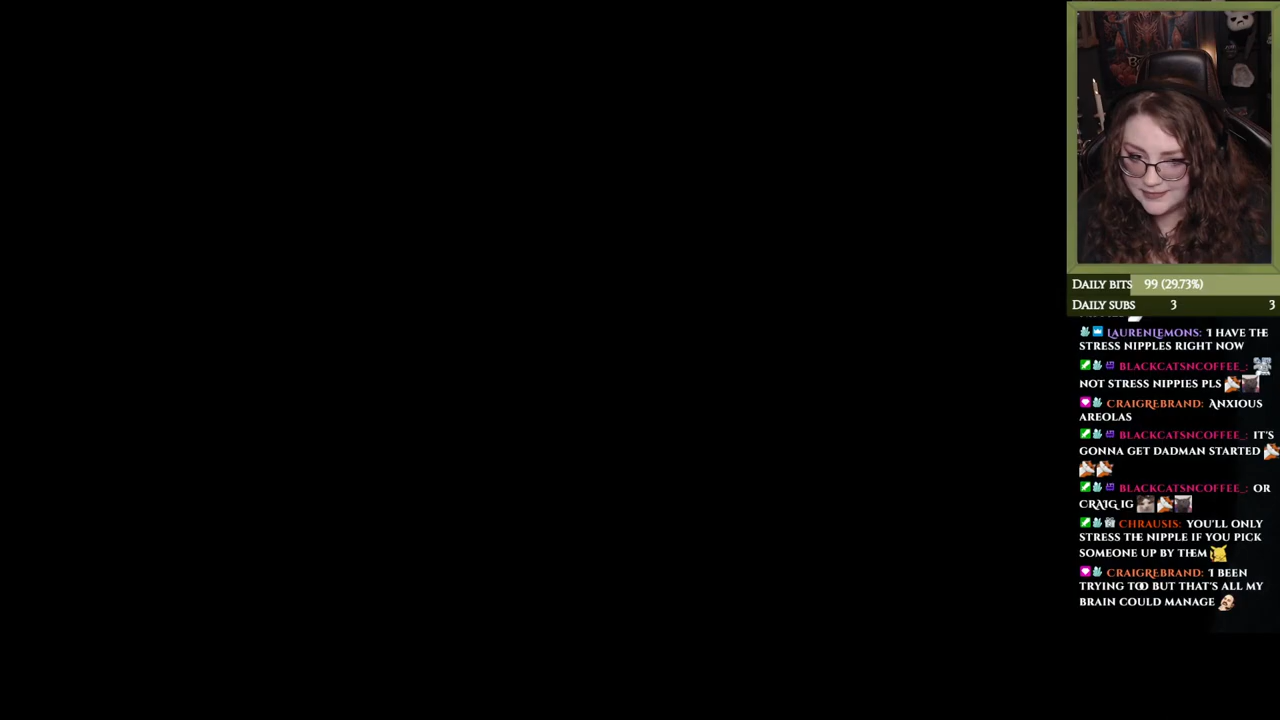 DAILY BITS 99 (29.73%)
DAILY SUBS 3 3
LAURENLEMONS: I HAVE THE
STRESS NIPPLES RIGHT NOW
BLACKCATSNCOFFEE_:
NOT STRESS NIPPIES PLS
CRAIGREBRAND: ANXIOUS
AREOLAS
BLACKCATSNCOFFEE_: IT'S
GONNA GET DADMAN STARTED
BLACKCATSNCOFFEE_: OR
CRAIG IG
CHRAUSIS: YOU'LL ONLY
STRESS THE NIPPLE IF YOU PICK
SOMEONE UP BY THEM
CRAIGREBRAND: I BEEN
TRYING TOO BUT THAT'S ALL MY
BRAIN COULD MANAGE